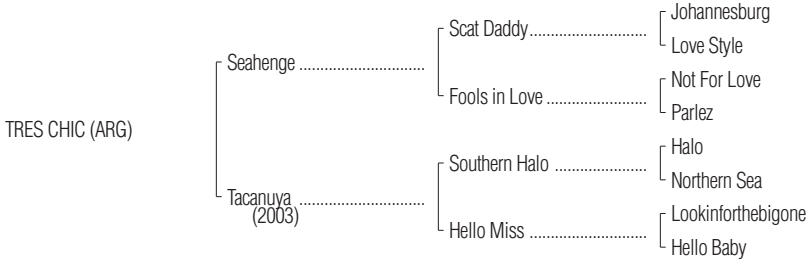 Johannesburg
Scat Daddy
Love Style
Seahenge
Not For Love
Fools in Love
Parlez
TRES CHIC (ARG)
Halo
Southern Halo
Northern Sea
Tacanuya
(2003)
Lookinforthebigone
Hello Miss
Hello Baby